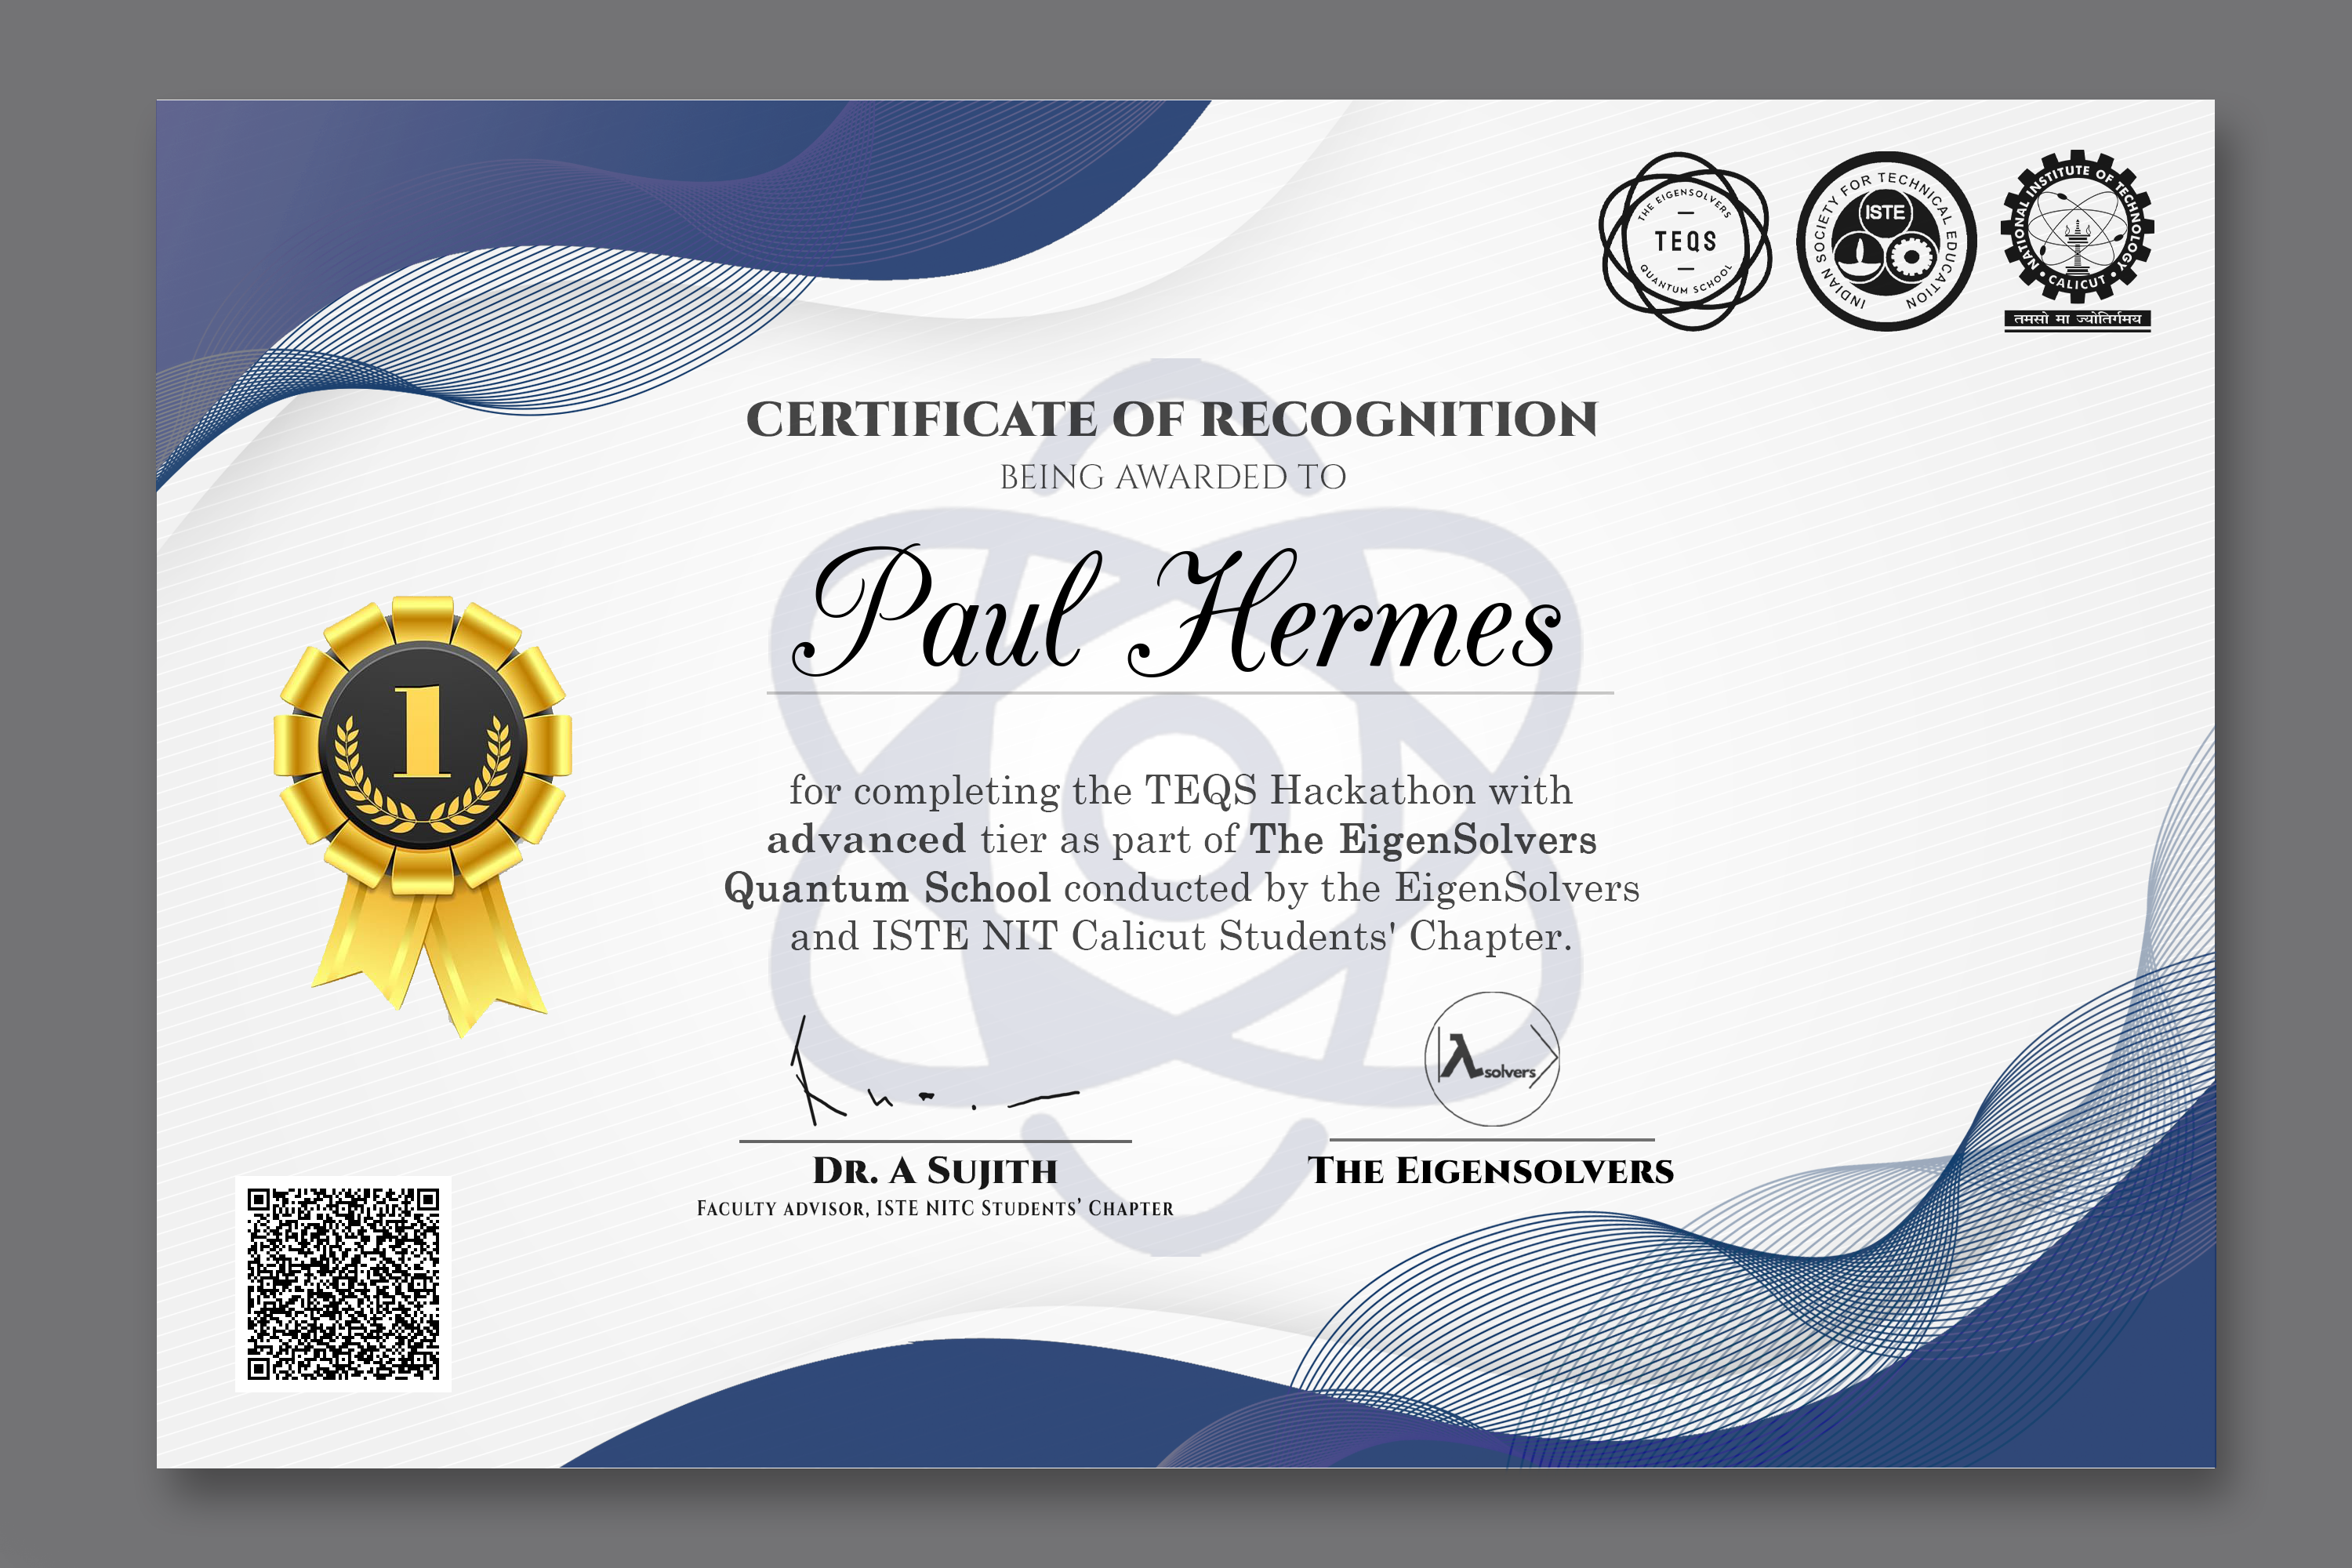 THE EIGENSOLVERS
TEQS
QUANTUM SCHOOL
INDIAN SOCIETY FOR TECHNICAL EDUCATION
ISTE
NATIONAL INSTITUTE OF TECHNOLOGY
• CALICUT •
तमसो मा ज्योतिर्गमय
CERTIFICATE OF RECOGNITION
BEING AWARDED TO
Paul Hermes
1
for completing the TEQS Hackathon with
advanced tier as part of The EigenSolvers
Quantum School conducted by the EigenSolvers
and ISTE NIT Calicut Students' Chapter.
λsolvers
DR. A SUJITH
FACULTY ADVISOR, ISTE NITC STUDENTS’ CHAPTER
THE EIGENSOLVERS